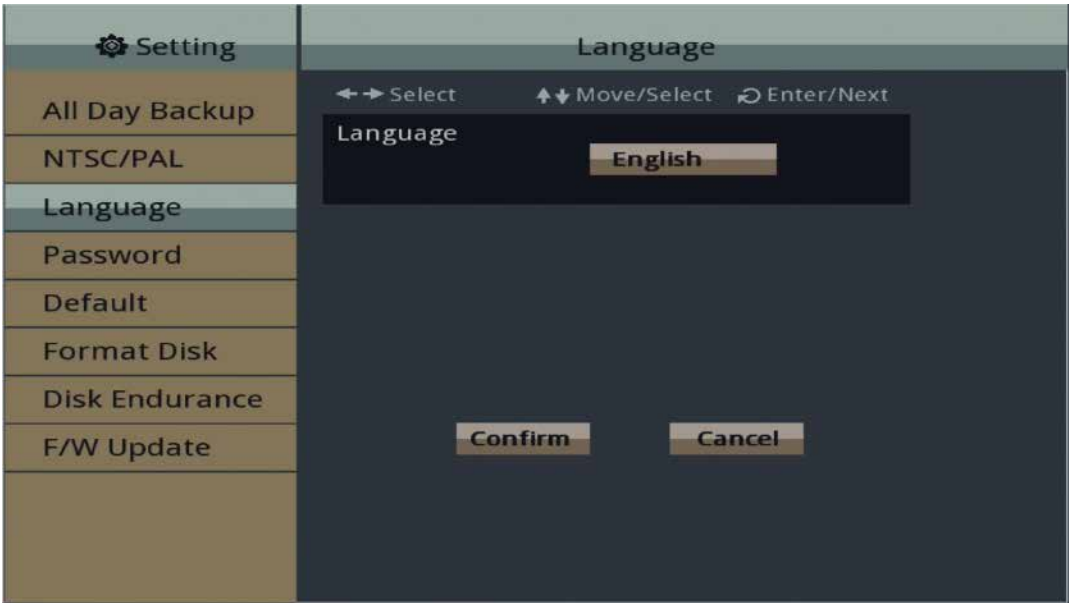 Setting
All Day Backup
NTSC/PAL
Language
Password
Default
Format Disk
Disk Endurance
F/W Update
Language
Select Move/Select Enter/Next
Language
English
Confirm Cancel